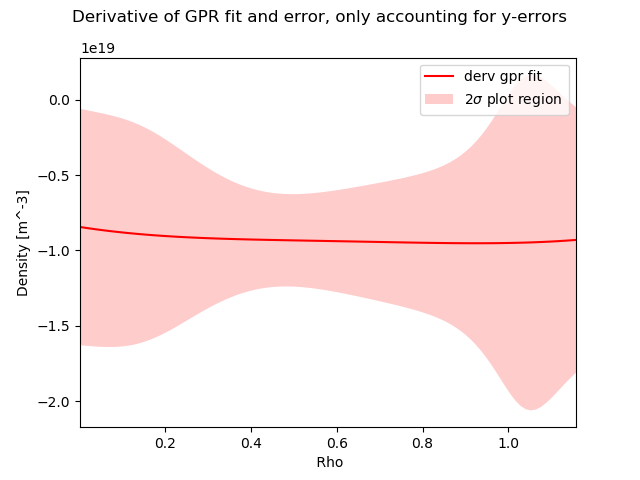 Derivative of GPR fit and error, only accounting for y-errors
1e19
derv gpr fit
2σ plot region
0.0
−0.5
−1.0
−1.5
−2.0
Density [m^-3]
0.2 0.4 0.6 0.8 1.0
Rho